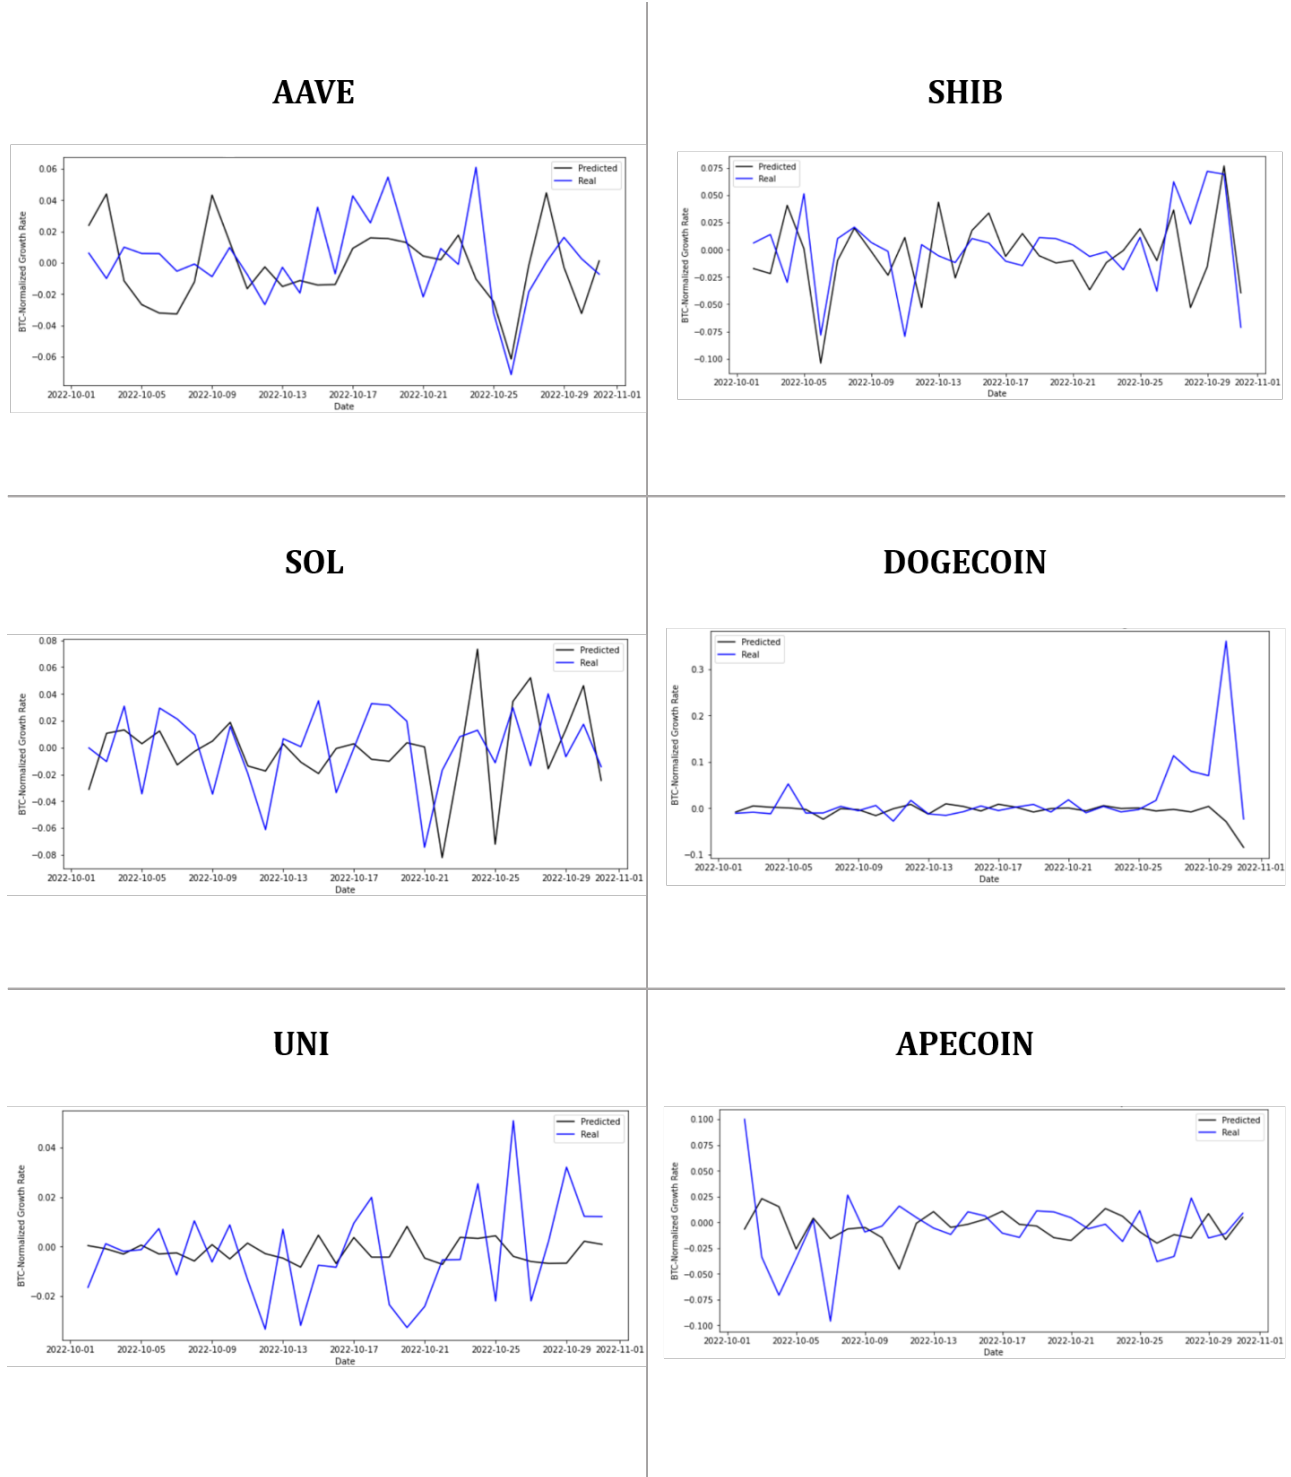 AAVE
Predicted
Real
BTC-Normalized Growth Rate
0.06
0.04
0.02
0.00
−0.02
−0.04
−0.06
2022-10-01 2022-10-05 2022-10-09 2022-10-13 2022-10-17 2022-10-21 2022-10-25 2022-10-29 2022-11-01
Date
SHIB
Predicted
Real
BTC-Normalized Growth Rate
0.075
0.050
0.025
0.000
−0.025
−0.050
−0.075
−0.100
2022-10-01 2022-10-05 2022-10-09 2022-10-13 2022-10-17 2022-10-21 2022-10-25 2022-10-29 2022-11-01
Date
SOL
Predicted
Real
BTC-Normalized Growth Rate
0.08
0.06
0.04
0.02
0.00
−0.02
−0.04
−0.06
−0.08
2022-10-01 2022-10-05 2022-10-09 2022-10-13 2022-10-17 2022-10-21 2022-10-25 2022-10-29 2022-11-01
Date
DOGECOIN
Predicted
Real
BTC-Normalized Growth Rate
0.3
0.2
0.1
0.0
−0.1
2022-10-01 2022-10-05 2022-10-09 2022-10-13 2022-10-17 2022-10-21 2022-10-25 2022-10-29 2022-11-01
Date
UNI
Predicted
Real
BTC-Normalized Growth Rate
0.04
0.02
0.00
−0.02
2022-10-01 2022-10-05 2022-10-09 2022-10-13 2022-10-17 2022-10-21 2022-10-25 2022-10-29 2022-11-01
Date
APECOIN
Predicted
Real
BTC-Normalized Growth Rate
0.100
0.075
0.050
0.025
0.000
−0.025
−0.050
−0.075
−0.100
2022-10-01 2022-10-05 2022-10-09 2022-10-13 2022-10-17 2022-10-21 2022-10-25 2022-10-29 2022-11-01
Date